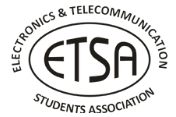 ELECTRONICS & TELECOMMUNICATION
ETSA
STUDENTS ASSOCIATION